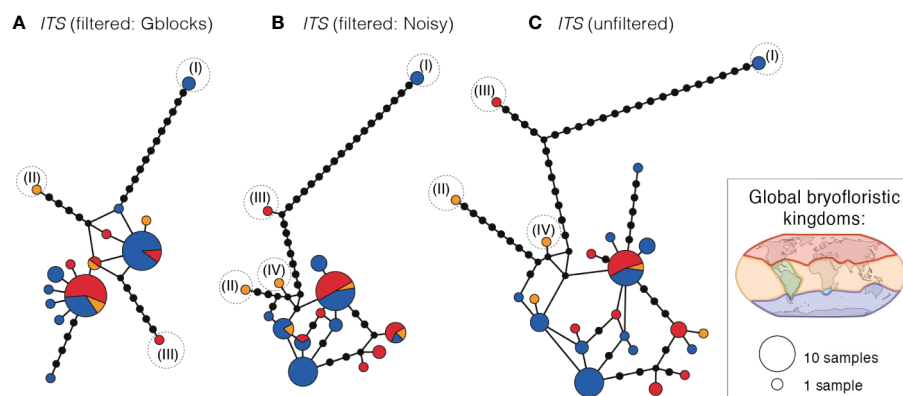 A ITS (filtered: Gblocks)
B ITS (filtered: Noisy)
C ITS (unfiltered)
(I)
(II)
(III)
(I)
(III)
(II)
(IV)
(I)
(III)
(II)
(IV)
Global bryofloristic
kingdoms:
10 samples
1 sample